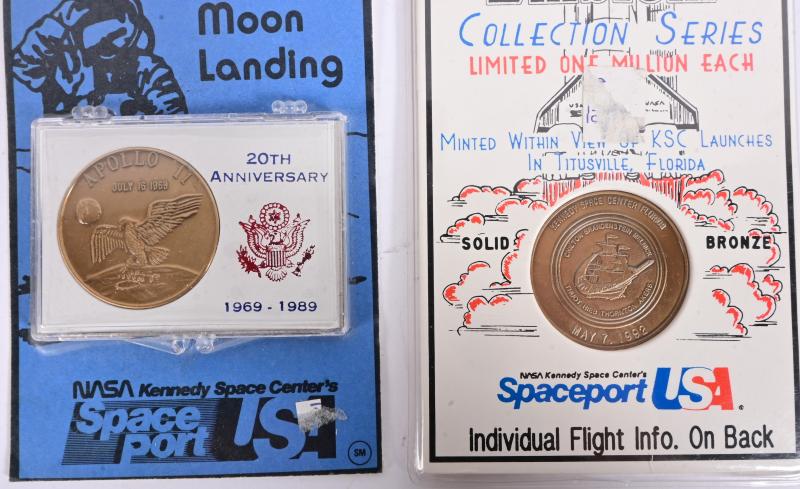 Moon
Landing
20TH
ANNIVERSARY
1969 - 1989
APOLLO 11
JULY 16 1969
NASA Kennedy Space Center's
Space
port USA
SM
COLLECTION SERIES
LIMITED ONE MILLION EACH
USA
NASA
MINTED WITHIN VIEW OF KSC LAUNCHES
IN TITUSVILLE, FLORIDA
SOLID
BRONZE
KENNEDY SPACE CENTER FLORIDA
MAY 7, 1992
NASA Kennedy Space Center's
Spaceport USA
Individual Flight Info. On Back